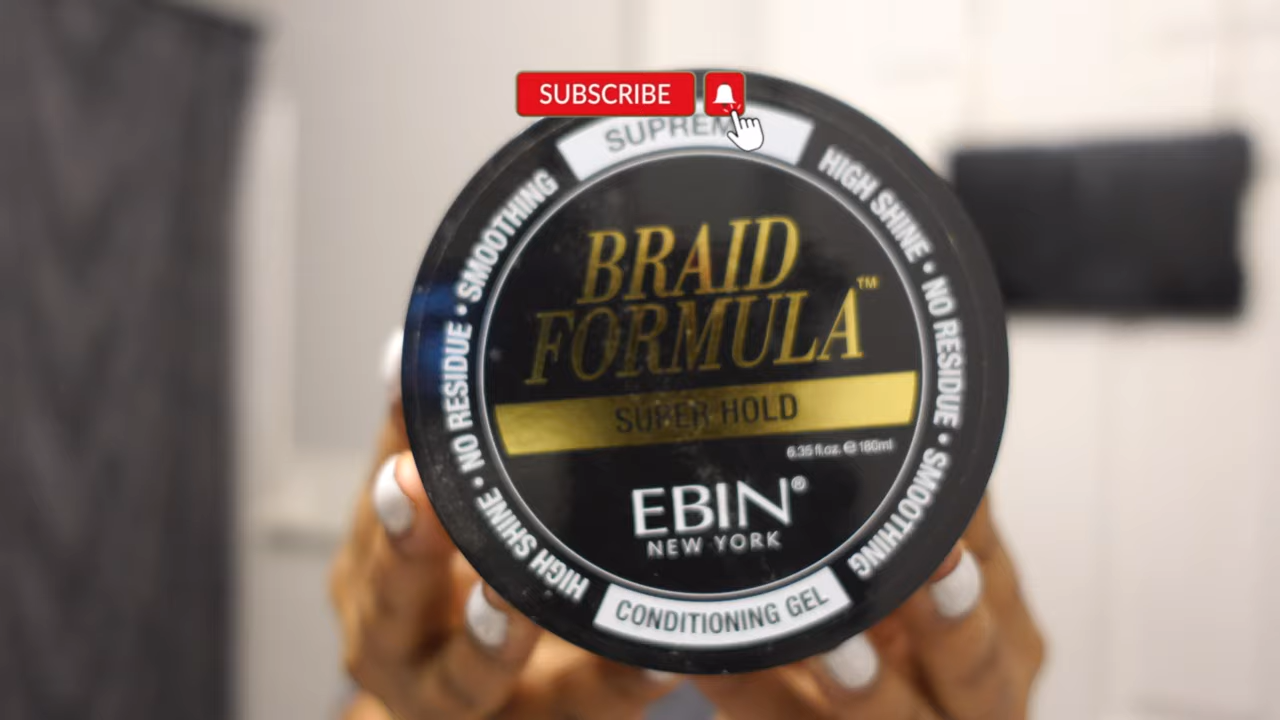 SUBSCRIBE
SUPREM
BRAID
FORMULA™
SUPER HOLD
6.35 fl.oz. ℮ 180ml
EBIN®
NEW YORK
CONDITIONING GEL
HIGH SHINE • NO RESIDUE • SMOOTHING
HIGH SHINE • NO RESIDUE • SMOOTHING